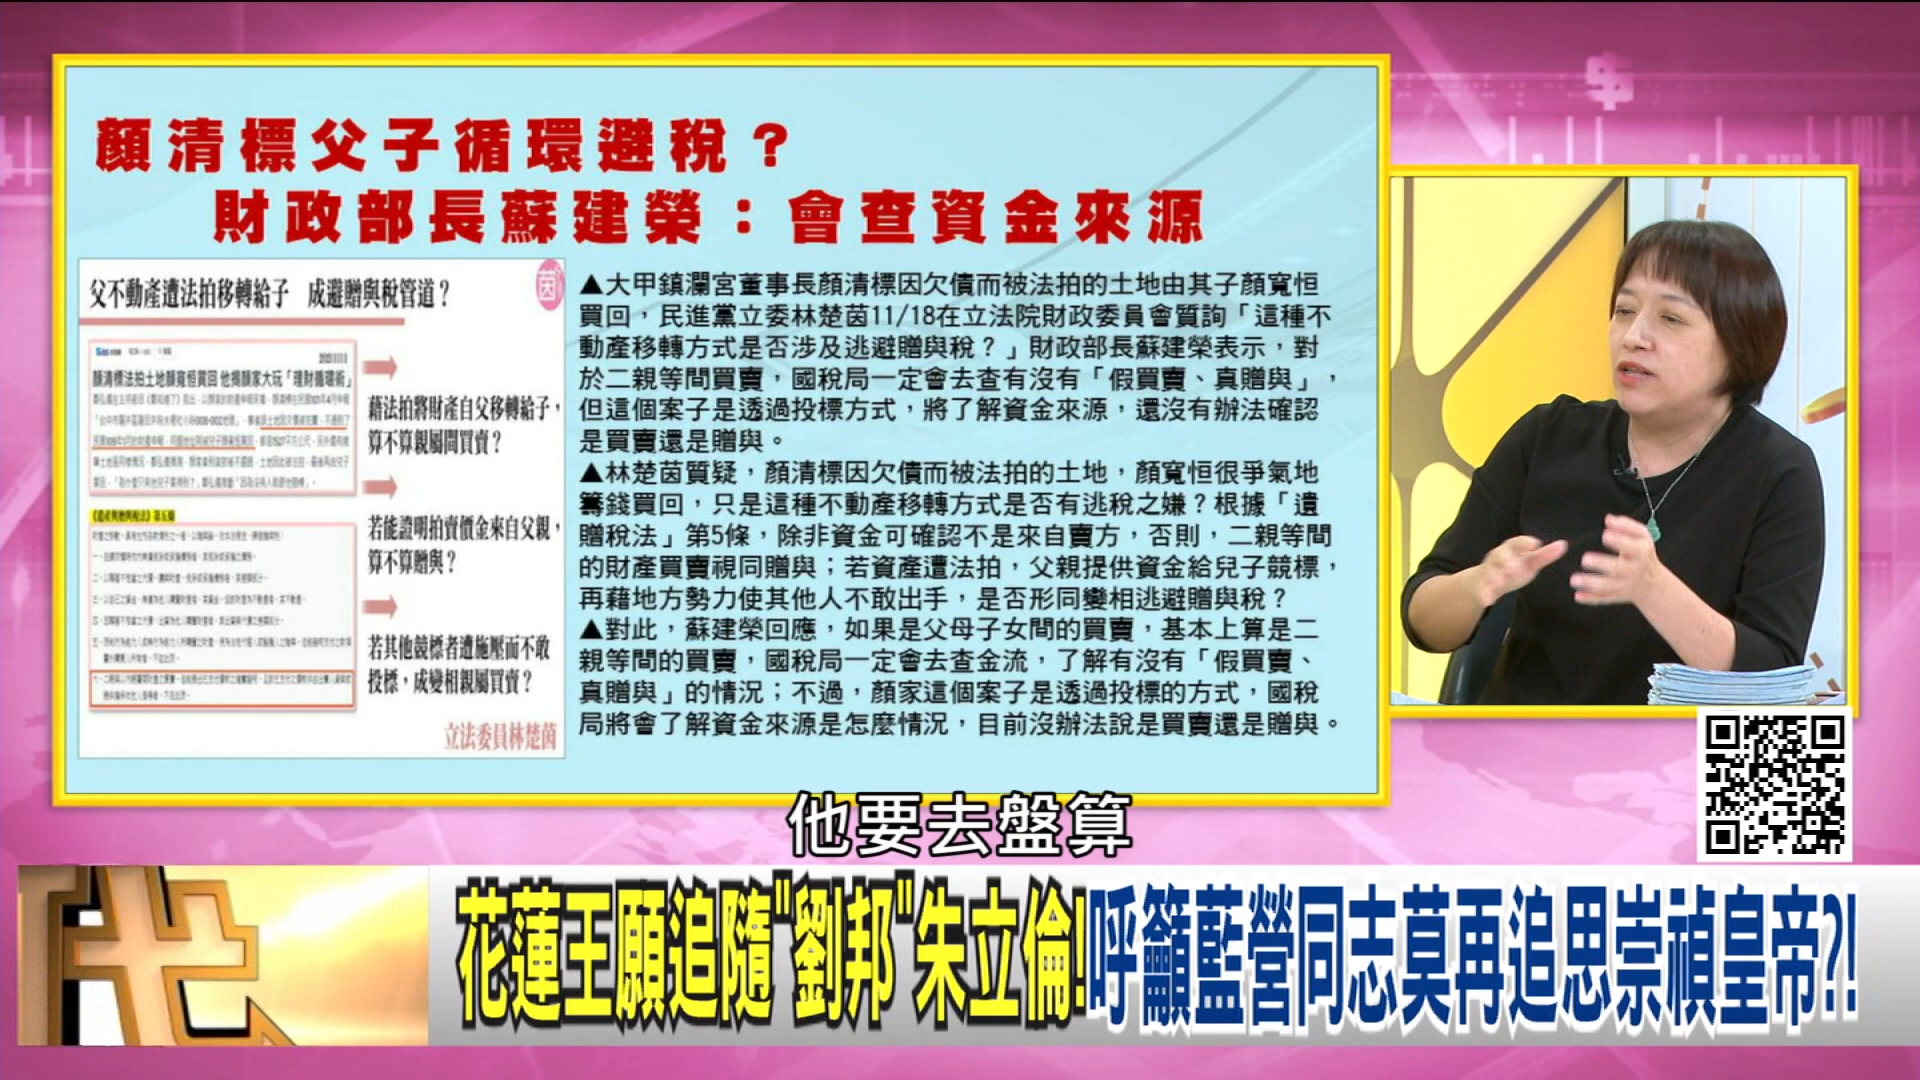 顏清標父子循環避稅？
財政部長蘇建榮：會查資金來源
父不動產遭法拍移轉給子　成避贈與稅管道？
茵
顏清標法拍土地顏寬恒買回 他揭顏家大玩「理財循環術」
藉法拍將財產自父移轉給子，
算不算親屬間買賣？
若能證明拍賣價金來自父親，
算不算贈與？
若其他競標者遭施壓而不敢
投標，成變相親屬買賣？
立法委員林楚茵
▲大甲鎮瀾宮董事長顏清標因欠債而被法拍的土地由其子顏寬恒
買回，民進黨立委林楚茵11/18在立法院財政委員會質詢「這種不
動產移轉方式是否涉及逃避贈與稅？」財政部長蘇建榮表示，對
於二親等間買賣，國稅局一定會去查有沒有「假買賣、真贈與」，
但這個案子是透過投標方式，將了解資金來源，還沒有辦法確認
是買賣還是贈與。
▲林楚茵質疑，顏清標因欠債而被法拍的土地，顏寬恒很爭氣地
籌錢買回，只是這種不動產移轉方式是否有逃稅之嫌？根據「遺
贈稅法」第5條，除非資金可確認不是來自賣方，否則，二親等間
的財產買賣視同贈與；若資產遭法拍，父親提供資金給兒子競標，
再藉地方勢力使其他人不敢出手，是否形同變相逃避贈與稅？
▲對此，蘇建榮回應，如果是父母子女間的買賣，基本上算是二
親等間的買賣，國稅局一定會去查金流，了解有沒有「假買賣、
真贈與」的情況；不過，顏家這個案子是透過投標的方式，國稅
局將會了解資金來源是怎麼情況，目前沒辦法說是買賣還是贈與。
他要去盤算
花蓮王願追隨"劉邦"朱立倫!呼籲藍營同志莫再追思崇禎皇帝?!